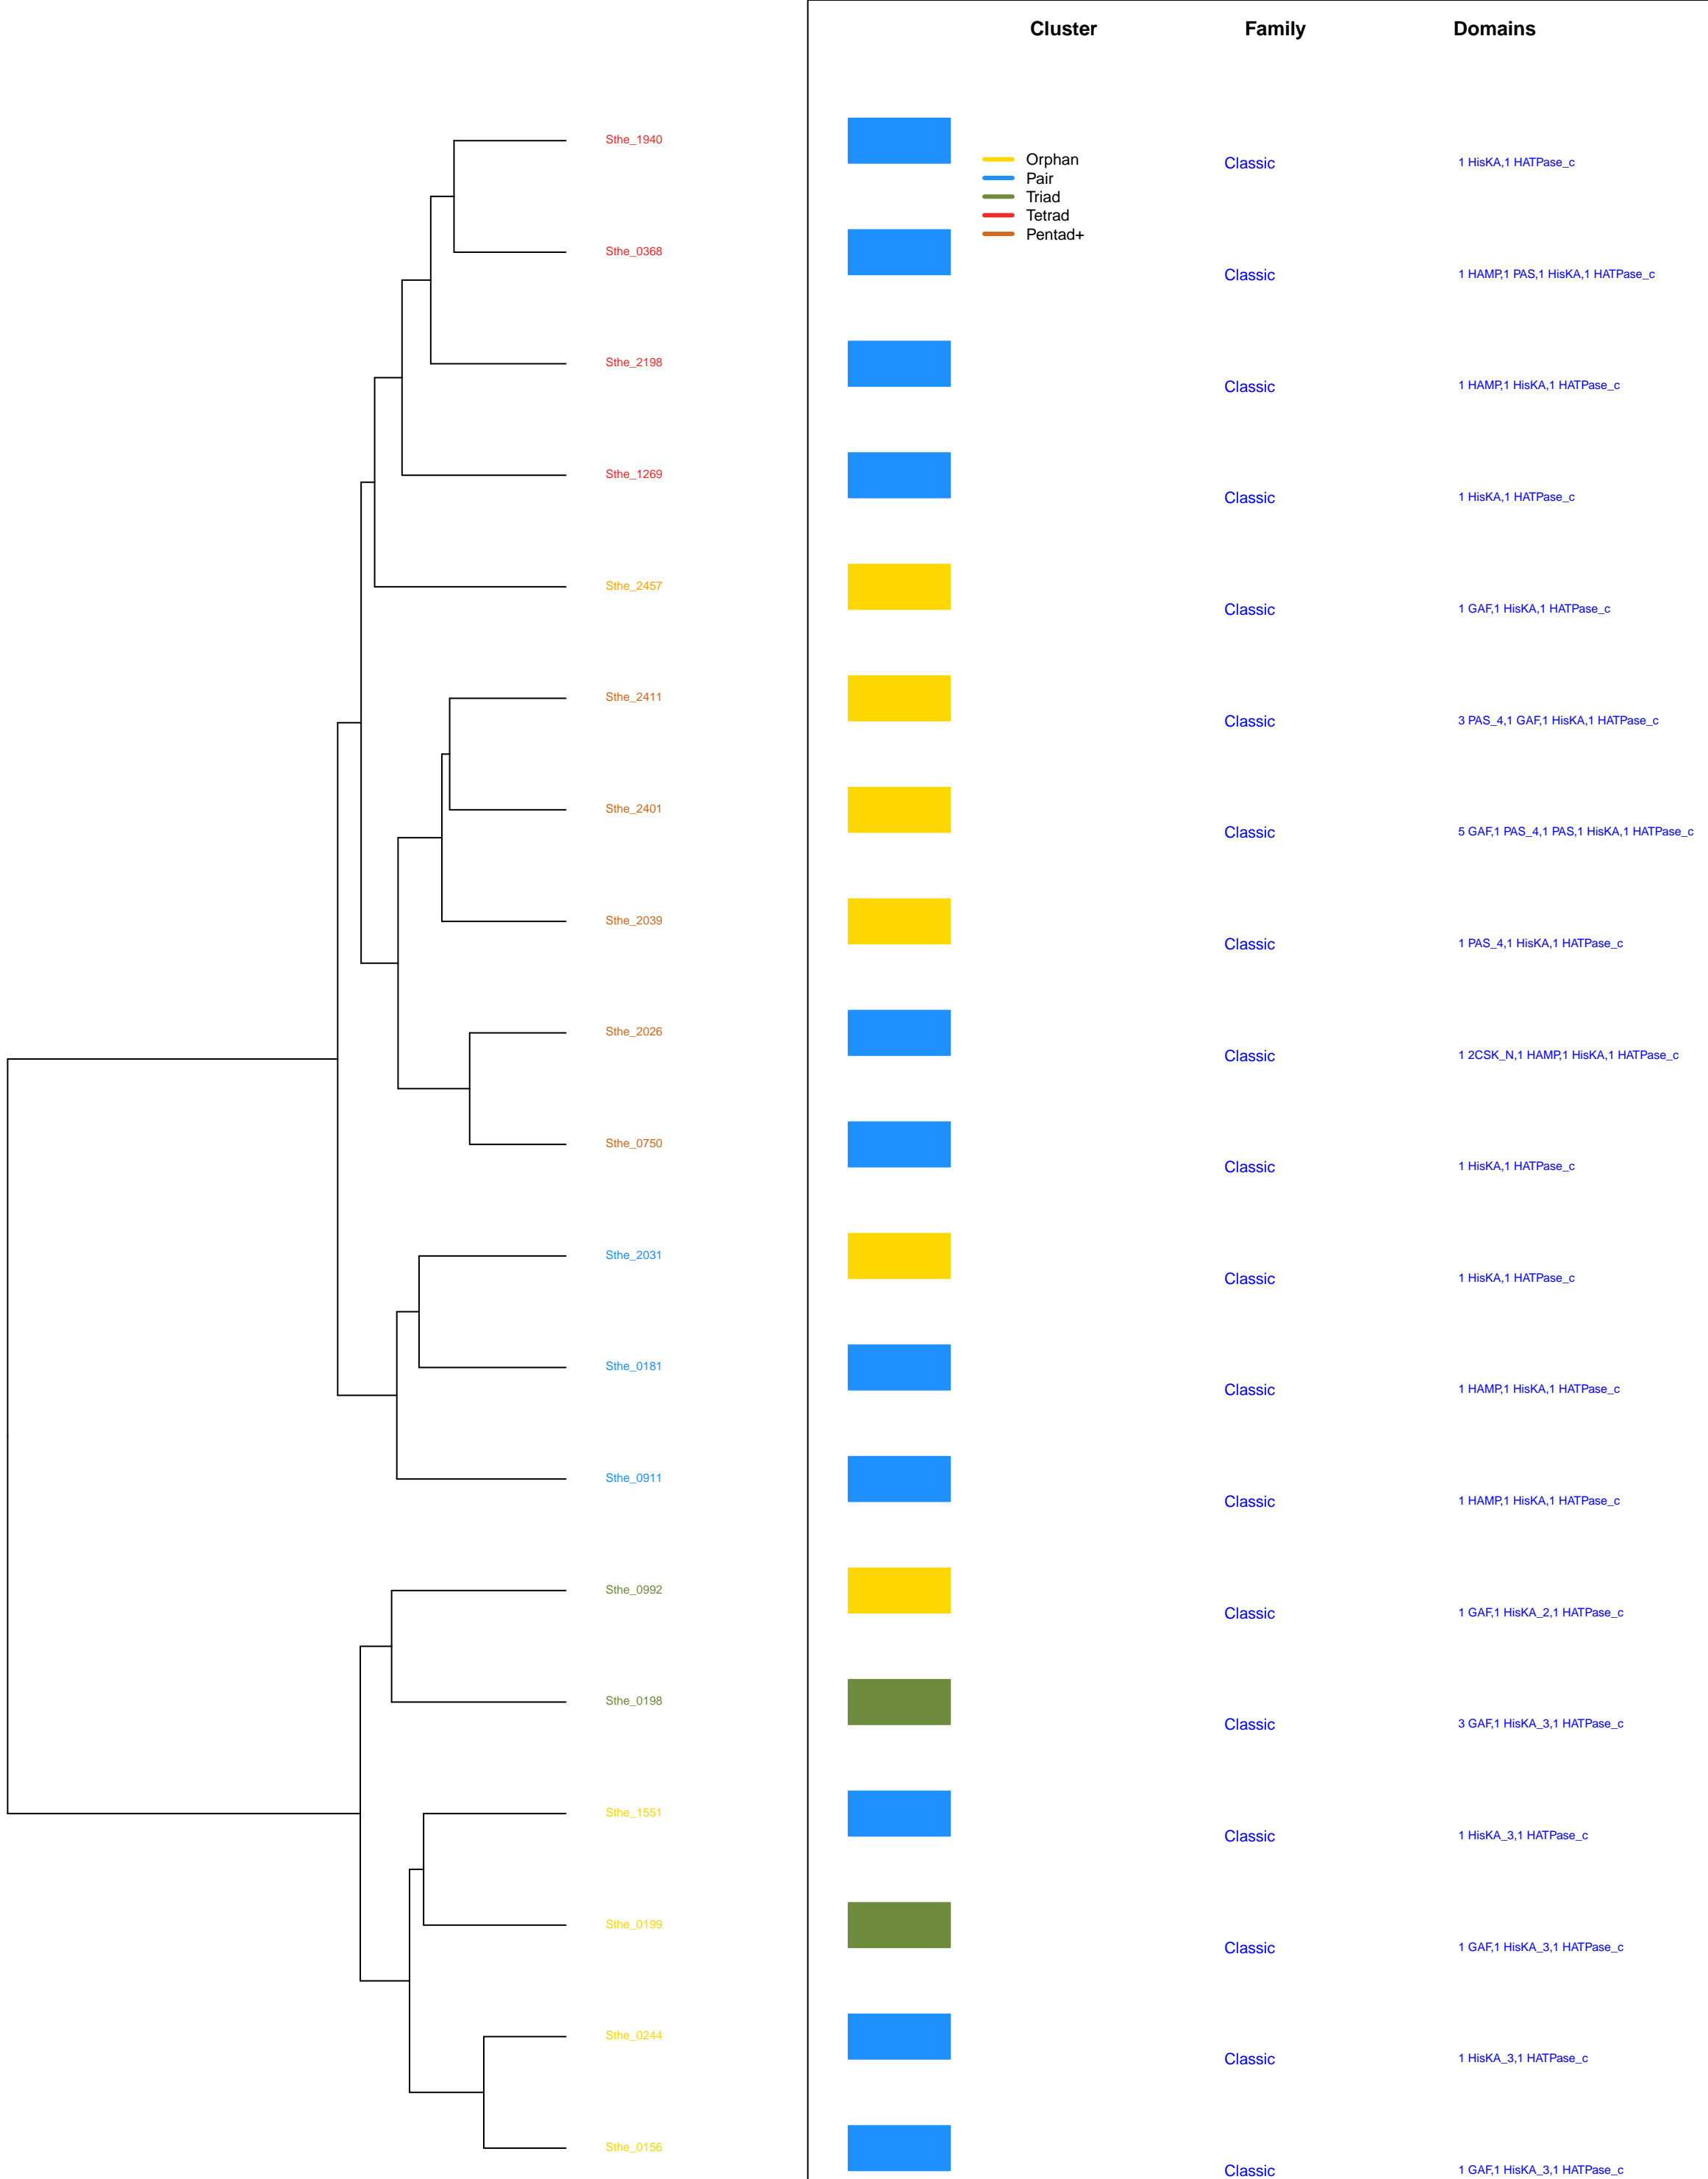 Cluster Family Domains
Sthe_1940
Orphan
Classic 1 HisKA,1 HATPase_c
Pair
Triad
Tetrad
Pentad+
Sthe_0368
Classic 1 HAMP,1 PAS,1 HisKA,1 HATPase_c
Sthe_2198
Classic 1 HAMP,1 HisKA,1 HATPase_c
Sthe_1269
Classic 1 HisKA,1 HATPase_c
Sthe_2457
Classic 1 GAF,1 HisKA,1 HATPase_c
Sthe_2411
Classic 3 PAS_4,1 GAF,1 HisKA,1 HATPase_c
Sthe_2401
Classic 5 GAF,1 PAS_4,1 PAS,1 HisKA,1 HATPase_c
Sthe_2039
Classic 1 PAS_4,1 HisKA,1 HATPase_c
Sthe_2026
Classic 1 2CSK_N,1 HAMP,1 HisKA,1 HATPase_c
Sthe_0750
Classic 1 HisKA,1 HATPase_c
Sthe_2031
Classic 1 HisKA,1 HATPase_c
Sthe_0181
Classic 1 HAMP,1 HisKA,1 HATPase_c
Sthe_0911
Classic 1 HAMP,1 HisKA,1 HATPase_c
Sthe_0992
Classic 1 GAF,1 HisKA_2,1 HATPase_c
Sthe_0198
Classic 3 GAF,1 HisKA_3,1 HATPase_c
Sthe_1551
Classic 1 HisKA_3,1 HATPase_c
Sthe_0199
Classic 1 GAF,1 HisKA_3,1 HATPase_c
Sthe_0244
Classic 1 HisKA_3,1 HATPase_c
Sthe_0156
Classic 1 GAF,1 HisKA_3,1 HATPase_c